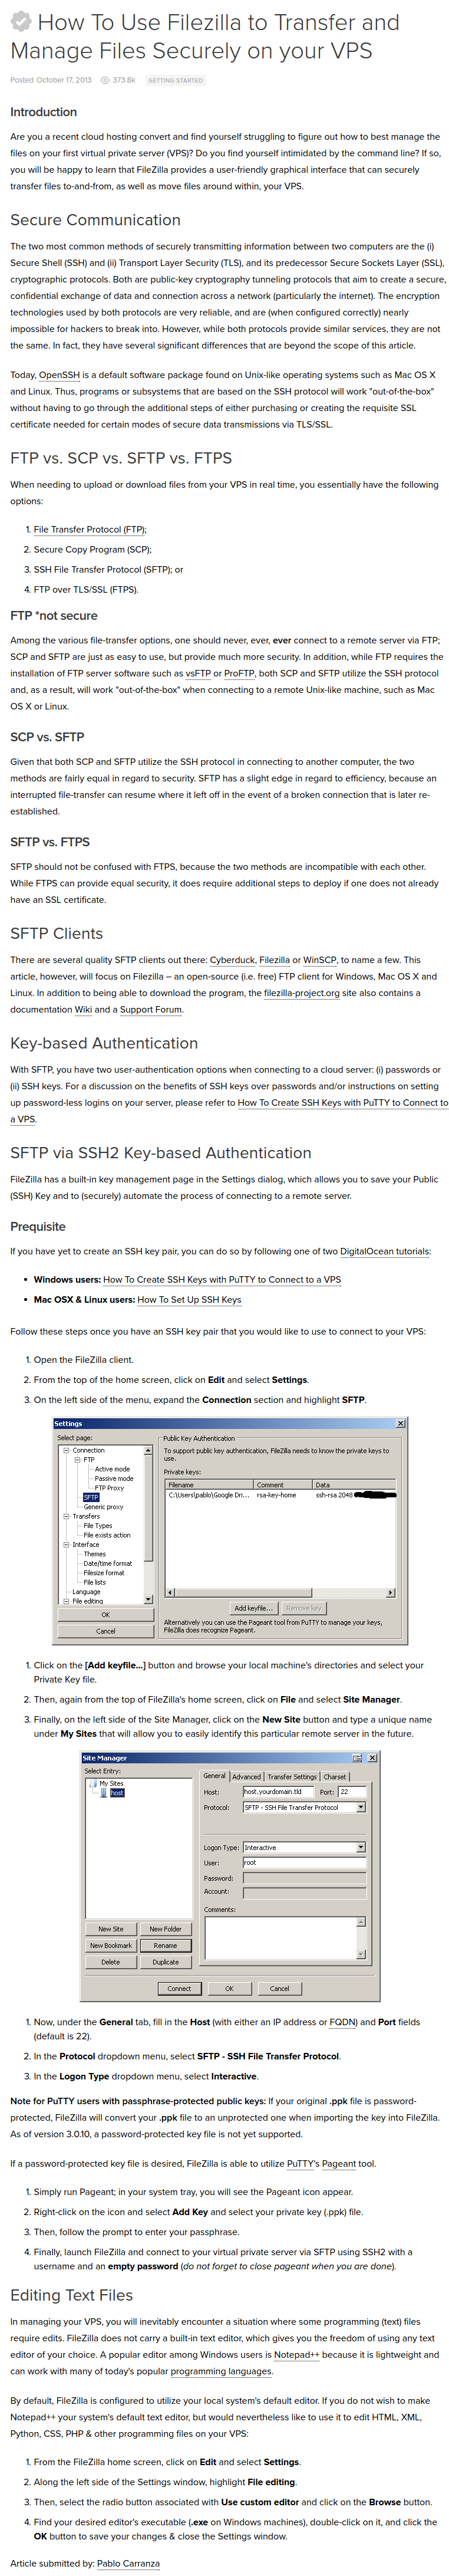 How To Use Filezilla to Transfer and
Manage Files Securely on your VPS
Posted October 17, 2013 373.8k GETTING STARTED
Introduction
Are you a recent cloud hosting convert and find yourself struggling to figure out how to best manage the
files on your first virtual private server (VPS)? Do you find yourself intimidated by the command line? If so,
you will be happy to learn that FileZilla provides a user-friendly graphical interface that can securely
transfer files to-and-from, as well as move files around within, your VPS.
Secure Communication
The two most common methods of securely transmitting information between two computers are the (i)
Secure Shell (SSH) and (ii) Transport Layer Security (TLS), and its predecessor Secure Sockets Layer (SSL),
cryptographic protocols. Both are public-key cryptography tunneling protocols that aim to create a secure,
confidential exchange of data and connection across a network (particularly the internet). The encryption
technologies used by both protocols are very reliable, and are (when configured correctly) nearly
impossible for hackers to break into. However, while both protocols provide similar services, they are not
the same. In fact, they have several significant differences that are beyond the scope of this article.
Today, OpenSSH is a default software package found on Unix-like operating systems such as Mac OS X
and Linux. Thus, programs or subsystems that are based on the SSH protocol will work "out-of-the-box"
without having to go through the additional steps of either purchasing or creating the requisite SSL
certificate needed for certain modes of secure data transmissions via TLS/SSL.
FTP vs. SCP vs. SFTP vs. FTPS
When needing to upload or download files from your VPS in real time, you essentially have the following
options:
1. File Transfer Protocol (FTP);
2. Secure Copy Program (SCP);
3. SSH File Transfer Protocol (SFTP); or
4. FTP over TLS/SSL (FTPS).
FTP *not secure
Among the various file-transfer options, one should never, ever, ever connect to a remote server via FTP;
SCP and SFTP are just as easy to use, but provide much more security. In addition, while FTP requires the
installation of FTP server software such as vsFTP or ProFTP, both SCP and SFTP utilize the SSH protocol
and, as a result, will work "out-of-the-box" when connecting to a remote Unix-like machine, such as Mac
OS X or Linux.
SCP vs. SFTP
Given that both SCP and SFTP utilize the SSH protocol in connecting to another computer, the two
methods are fairly equal in regard to security. SFTP has a slight edge in regard to efficiency, because an
interrupted file-transfer can resume where it left off in the event of a broken connection that is later re-
established.
SFTP vs. FTPS
SFTP should not be confused with FTPS, because the two methods are incompatible with each other.
While FTPS can provide equal security, it does require additional steps to deploy if one does not already
have an SSL certificate.
SFTP Clients
There are several quality SFTP clients out there: Cyberduck, Filezilla or WinSCP, to name a few. This
article, however, will focus on Filezilla – an open-source (i.e. free) FTP client for Windows, Mac OS X and
Linux. In addition to being able to download the program, the filezilla-project.org site also contains a
documentation Wiki and a Support Forum.
Key-based Authentication
With SFTP, you have two user-authentication options when connecting to a cloud server: (i) passwords or
(ii) SSH keys. For a discussion on the benefits of SSH keys over passwords and/or instructions on setting
up password-less logins on your server, please refer to How To Create SSH Keys with PuTTY to Connect to
a VPS.
SFTP via SSH2 Key-based Authentication
FileZilla has a built-in key management page in the Settings dialog, which allows you to save your Public
(SSH) Key and to (securely) automate the process of connecting to a remote server.
Prequisite
If you have yet to create an SSH key pair, you can do so by following one of two DigitalOcean tutorials:
• Windows users: How To Create SSH Keys with PuTTY to Connect to a VPS
• Mac OSX & Linux users: How To Set Up SSH Keys
Follow these steps once you have an SSH key pair that you would like to use to connect to your VPS:
1. Open the FileZilla client.
2. From the top of the home screen, click on Edit and select Settings.
3. On the left side of the menu, expand the Connection section and highlight SFTP.
Settings
Select page:
Connection
FTP
Active mode
Passive mode
FTP Proxy
SFTP
Generic proxy
Transfers
File Types
File exists action
Interface
Themes
Date/time format
Filesize format
File lists
Language
File editing
OK
Cancel
Public Key Authentication
To support public key authentication, FileZilla needs to know the private keys to
use.
Private keys:
Filename Comment Data
C:\Users\pablo\Google Dri... rsa-key-home ssh-rsa 2048
Add keyfile... Remove key
Alternatively you can use the Pageant tool from PuTTY to manage your keys,
FileZilla does recognize Pageant.
1. Click on the [Add keyfile...] button and browse your local machine's directories and select your
Private Key file.
2. Then, again from the top of FileZilla's home screen, click on File and select Site Manager.
3. Finally, on the left side of the Site Manager, click on the New Site button and type a unique name
under My Sites that will allow you to easily identify this particular remote server in the future.
Site Manager
Select Entry:
My Sites
host
New Site New Folder
New Bookmark Rename
Delete Duplicate
General Advanced Transfer Settings Charset
Host: host.yourdomain.tld Port: 22
Protocol: SFTP - SSH File Transfer Protocol
Logon Type: Interactive
User: root
Password:
Account:
Comments:
Connect OK Cancel
1. Now, under the General tab, fill in the Host (with either an IP address or FQDN) and Port fields
(default is 22).
2. In the Protocol dropdown menu, select SFTP - SSH File Transfer Protocol.
3. In the Logon Type dropdown menu, select Interactive.
Note for PuTTY users with passphrase-protected public keys: If your original .ppk file is password-
protected, FileZilla will convert your .ppk file to an unprotected one when importing the key into FileZilla.
As of version 3.0.10, a password-protected key file is not yet supported.
If a password-protected key file is desired, FileZilla is able to utilize PuTTY's Pageant tool.
1. Simply run Pageant; in your system tray, you will see the Pageant icon appear.
2. Right-click on the icon and select Add Key and select your private key (.ppk) file.
3. Then, follow the prompt to enter your passphrase.
4. Finally, launch FileZilla and connect to your virtual private server via SFTP using SSH2 with a
username and an empty password (do not forget to close pageant when you are done).
Editing Text Files
In managing your VPS, you will inevitably encounter a situation where some programming (text) files
require edits. FileZilla does not carry a built-in text editor, which gives you the freedom of using any text
editor of your choice. A popular editor among Windows users is Notepad++ because it is lightweight and
can work with many of today's popular programming languages.
By default, FileZilla is configured to utilize your local system's default editor. If you do not wish to make
Notepad++ your system's default text editor, but would nevertheless like to use it to edit HTML, XML,
Python, CSS, PHP & other programming files on your VPS:
1. From the FileZilla home screen, click on Edit and select Settings.
2. Along the left side of the Settings window, highlight File editing.
3. Then, select the radio button associated with Use custom editor and click on the Browse button.
4. Find your desired editor's executable (.exe on Windows machines), double-click on it, and click the
OK button to save your changes & close the Settings window.
Article submitted by: Pablo Carranza